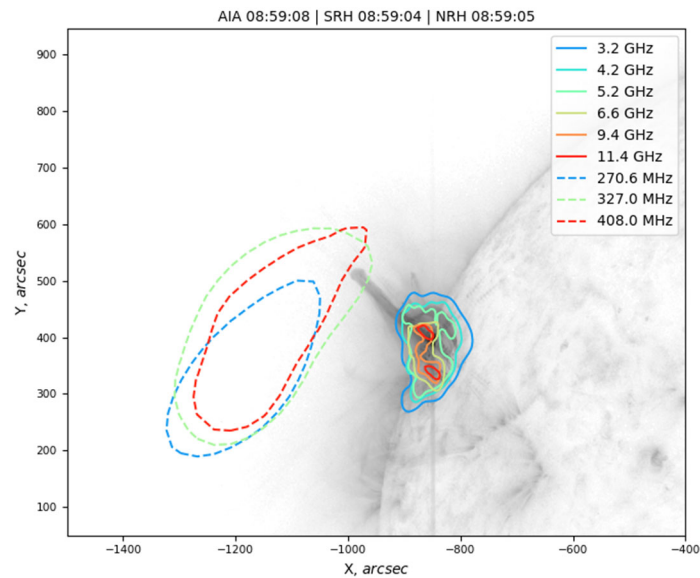 AIA 08:59:08 | SRH 08:59:04 | NRH 08:59:05
3.2 GHz
4.2 GHz
5.2 GHz
6.6 GHz
9.4 GHz
11.4 GHz
270.6 MHz
327.0 MHz
408.0 MHz
Y, arcsec
900
800
700
600
500
400
300
200
100
−1400 −1200 −1000 −800 −600 −400
X, arcsec